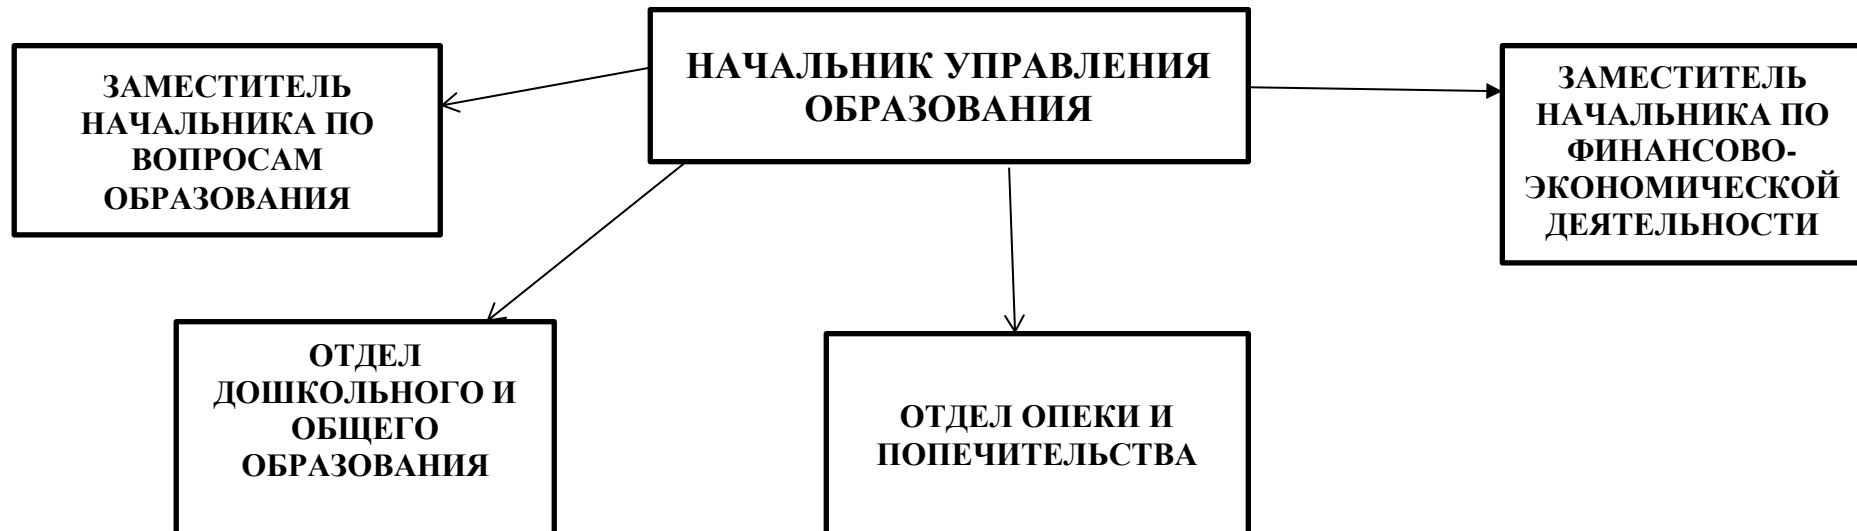 НАЧАЛЬНИК УПРАВЛЕНИЯ
ОБРАЗОВАНИЯ
ЗАМЕСТИТЕЛЬ
НАЧАЛЬНИКА ПО
ВОПРОСАМ
ОБРАЗОВАНИЯ
ЗАМЕСТИТЕЛЬ
НАЧАЛЬНИКА ПО
ФИНАНСОВО-
ЭКОНОМИЧЕСКОЙ
ДЕЯТЕЛЬНОСТИ
ОТДЕЛ
ДОШКОЛЬНОГО И
ОБЩЕГО
ОБРАЗОВАНИЯ
ОТДЕЛ ОПЕКИ И
ПОПЕЧИТЕЛЬСТВА